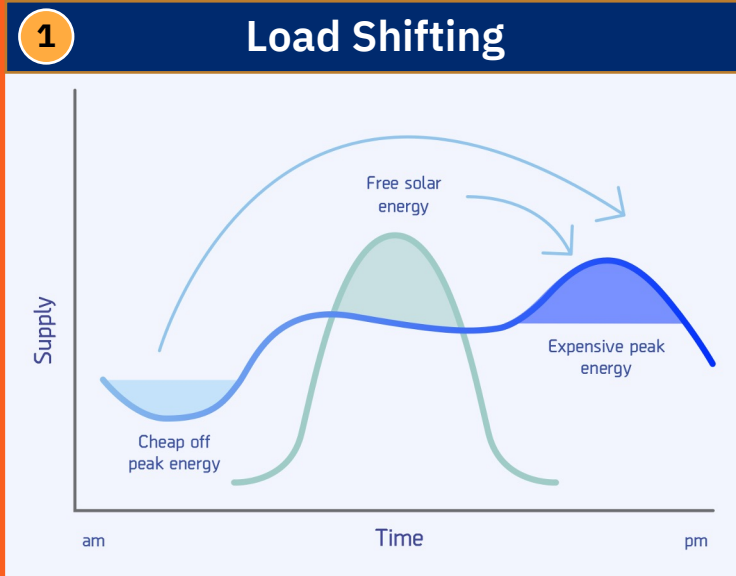 1
Load Shifting
Free solar
energy
Supply
Expensive peak
energy
Cheap off
peak energy
am
Time
pm